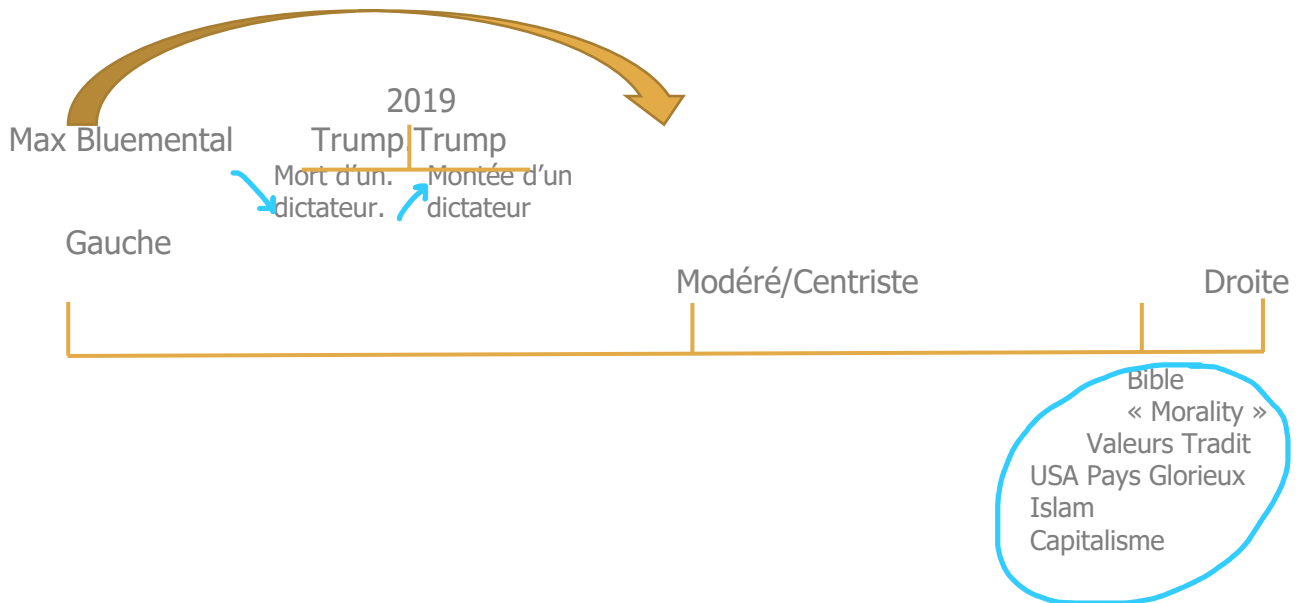 2019
Max Bluemental
Trump Trump
Mort d'un.
dictateur.
Montée d'un
dictateur
Gauche
Modéré/Centriste
Droite
Bible
« Morality »
Valeurs Tradit
USA Pays Glorieux
Islam
Capitalisme